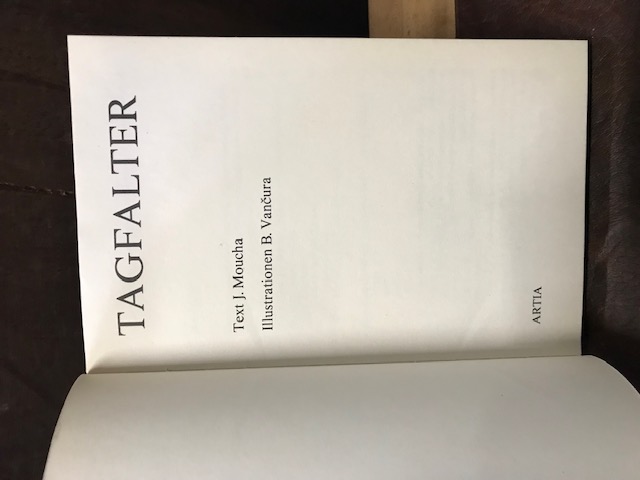 TAGFALTER
Text J. Moucha
Illustrationen B. Vančura
ARTIA